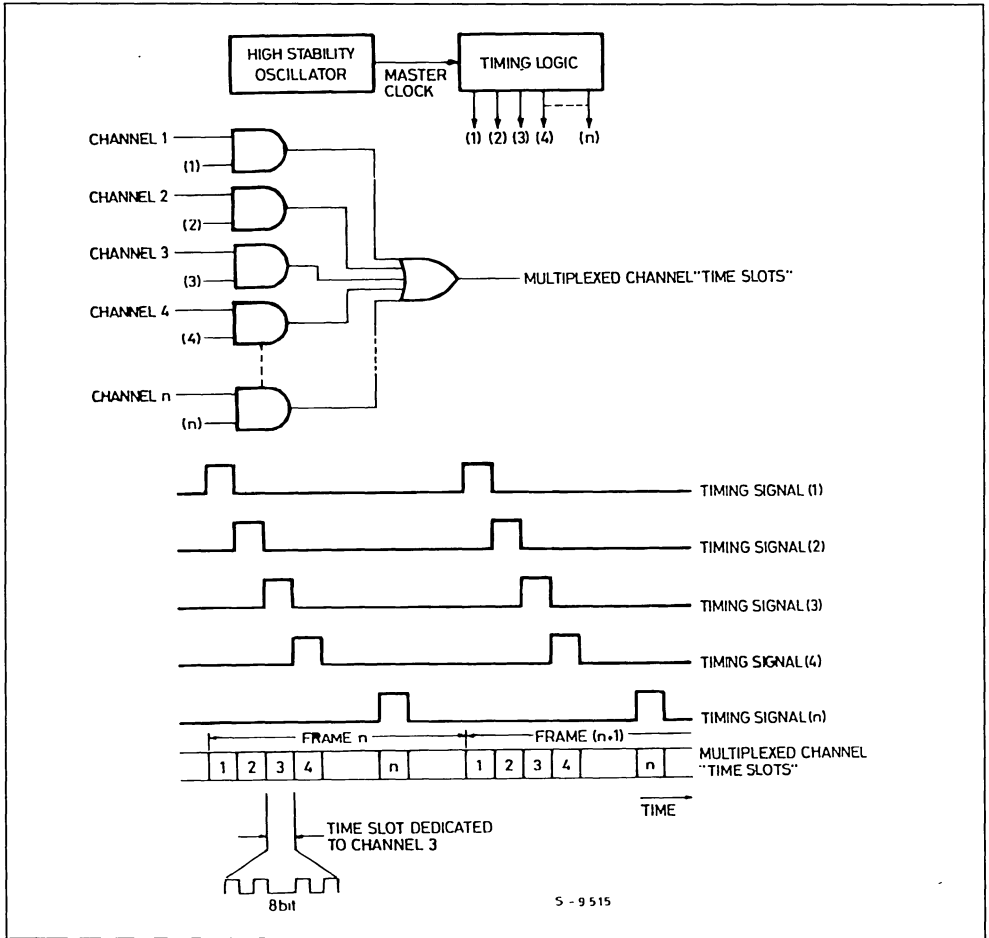 HIGH STABILITY
OSCILLATOR
MASTER
CLOCK
TIMING LOGIC
(1) (2) (3) (4) (n)
CHANNEL 1
(1)
CHANNEL 2
(2)
CHANNEL 3
(3)
CHANNEL 4
(4)
CHANNEL n
(n)
MULTIPLEXED CHANNEL "TIME SLOTS"
TIMING SIGNAL (1)
TIMING SIGNAL (2)
TIMING SIGNAL (3)
TIMING SIGNAL (4)
TIMING SIGNAL (n)
FRAME n FRAME (n+1)
1 2 3 4 n 1 2 3 4 n
MULTIPLEXED CHANNEL
"TIME SLOTS"
TIME
TIME SLOT DEDICATED
TO CHANNEL 3
8bit
S - 9515